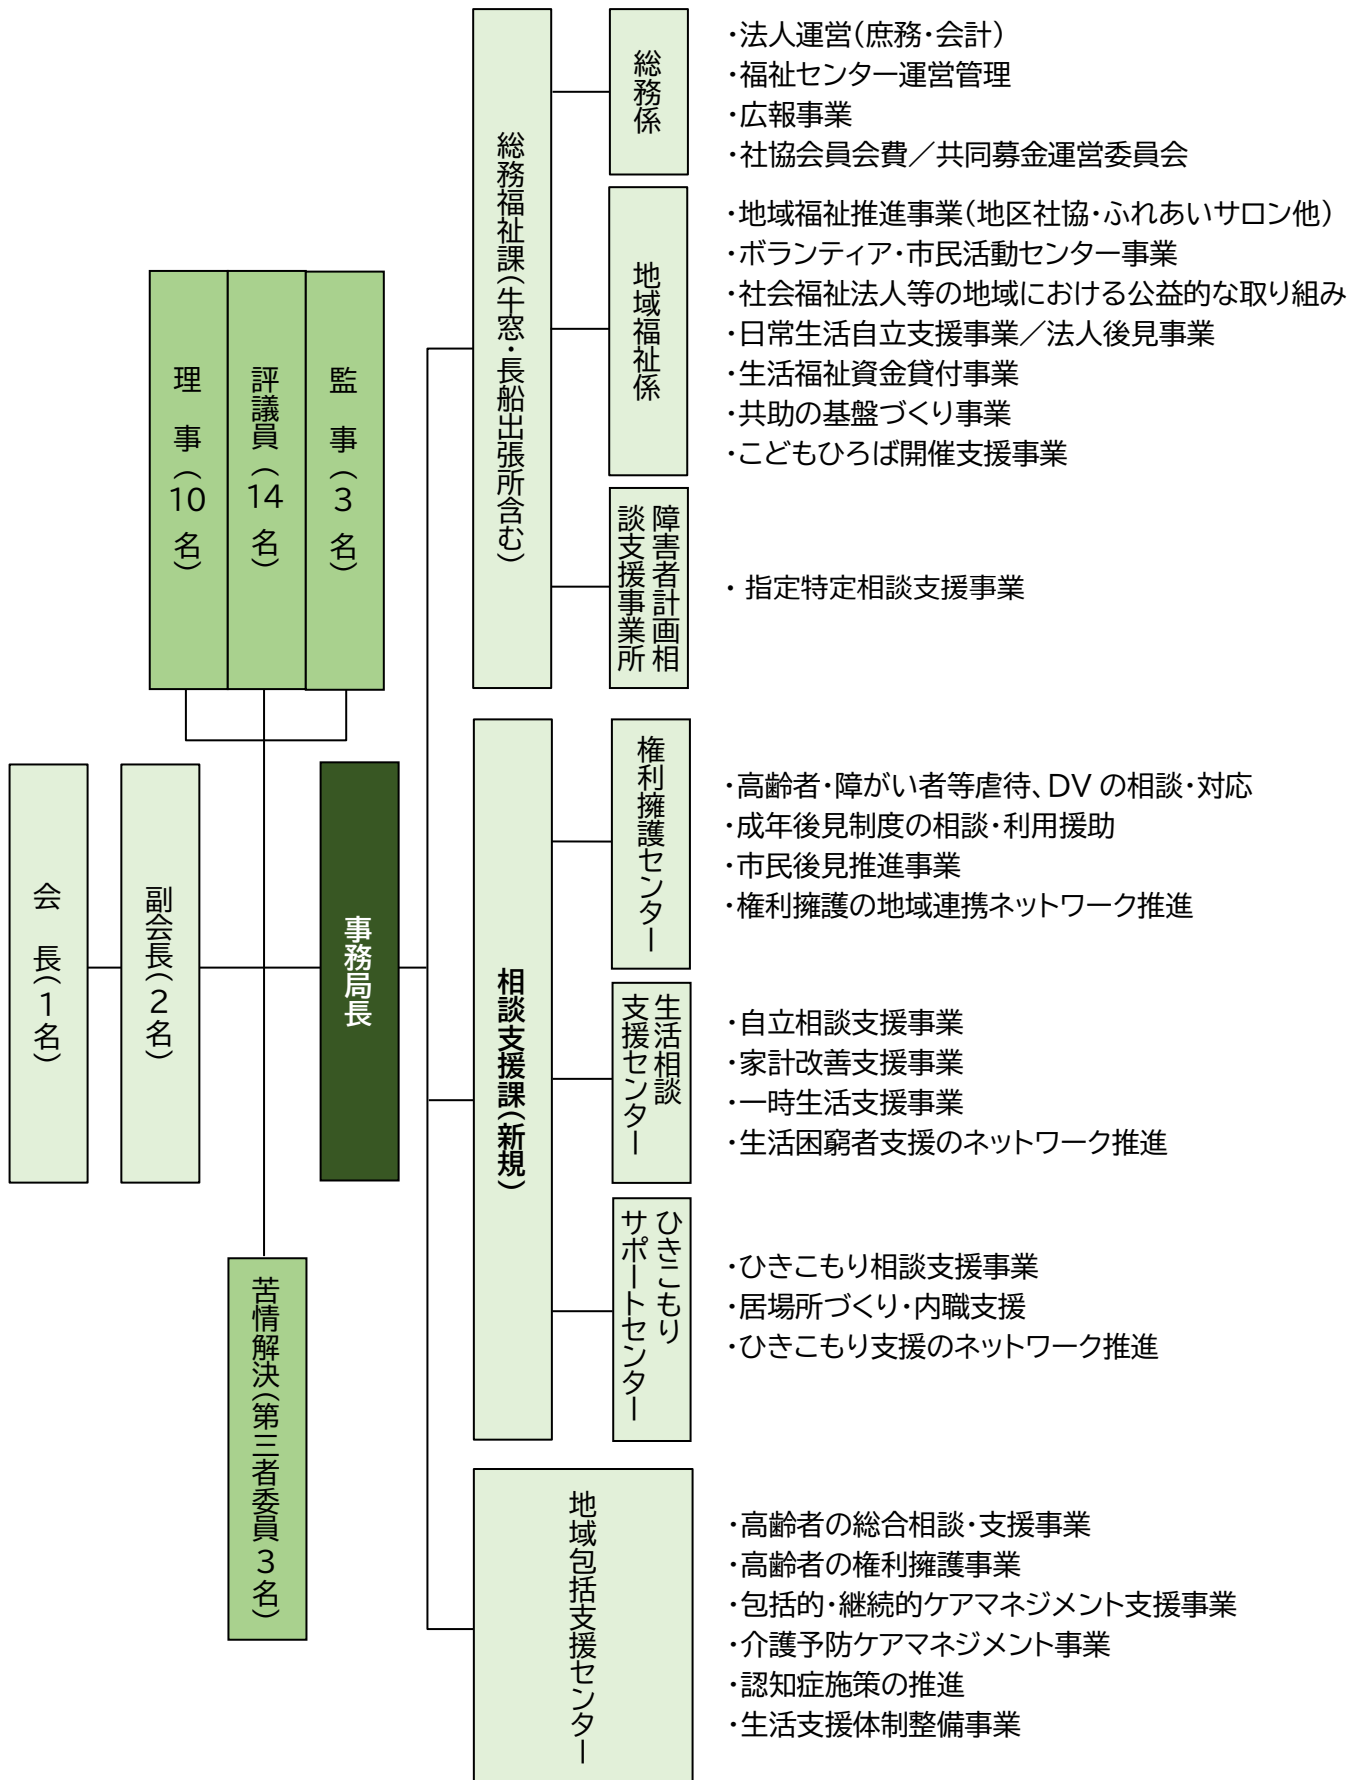 会 長(1名)
副会長(2名)
理 事(10名)
評議員(14名)
監 事(3名)
苦情解決(第三者委員3名)
事務局長
総務福祉課(牛窓・長船出張所含む)
総務係
・法人運営(庶務・会計)
・福祉センター運営管理
・広報事業
・社協会員会費/共同募金運営委員会
地域福祉係
・地域福祉推進事業(地区社協・ふれあいサロン他)
・ボランティア・市民活動センター事業
・社会福祉法人等の地域における公益的な取り組み
・日常生活自立支援事業/法人後見事業
・生活福祉資金貸付事業
・共助の基盤づくり事業
・こどもひろば開催支援事業
障害者計画相
談支援事業所
・ 指定特定相談支援事業
相談支援課(新規)
権利擁護センター
・高齢者・障がい者等虐待、DV の相談・対応
・成年後見制度の相談・利用援助
・市民後見推進事業
・権利擁護の地域連携ネットワーク推進
生活相談
支援センター
・自立相談支援事業
・家計改善支援事業
・一時生活支援事業
・生活困窮者支援のネットワーク推進
ひきこもり
サポートセンター
・ひきこもり相談支援事業
・居場所づくり・内職支援
・ひきこもり支援のネットワーク推進
地域包括支援センター
・高齢者の総合相談・支援事業
・高齢者の権利擁護事業
・包括的・継続的ケアマネジメント支援事業
・介護予防ケアマネジメント事業
・認知症施策の推進
・生活支援体制整備事業